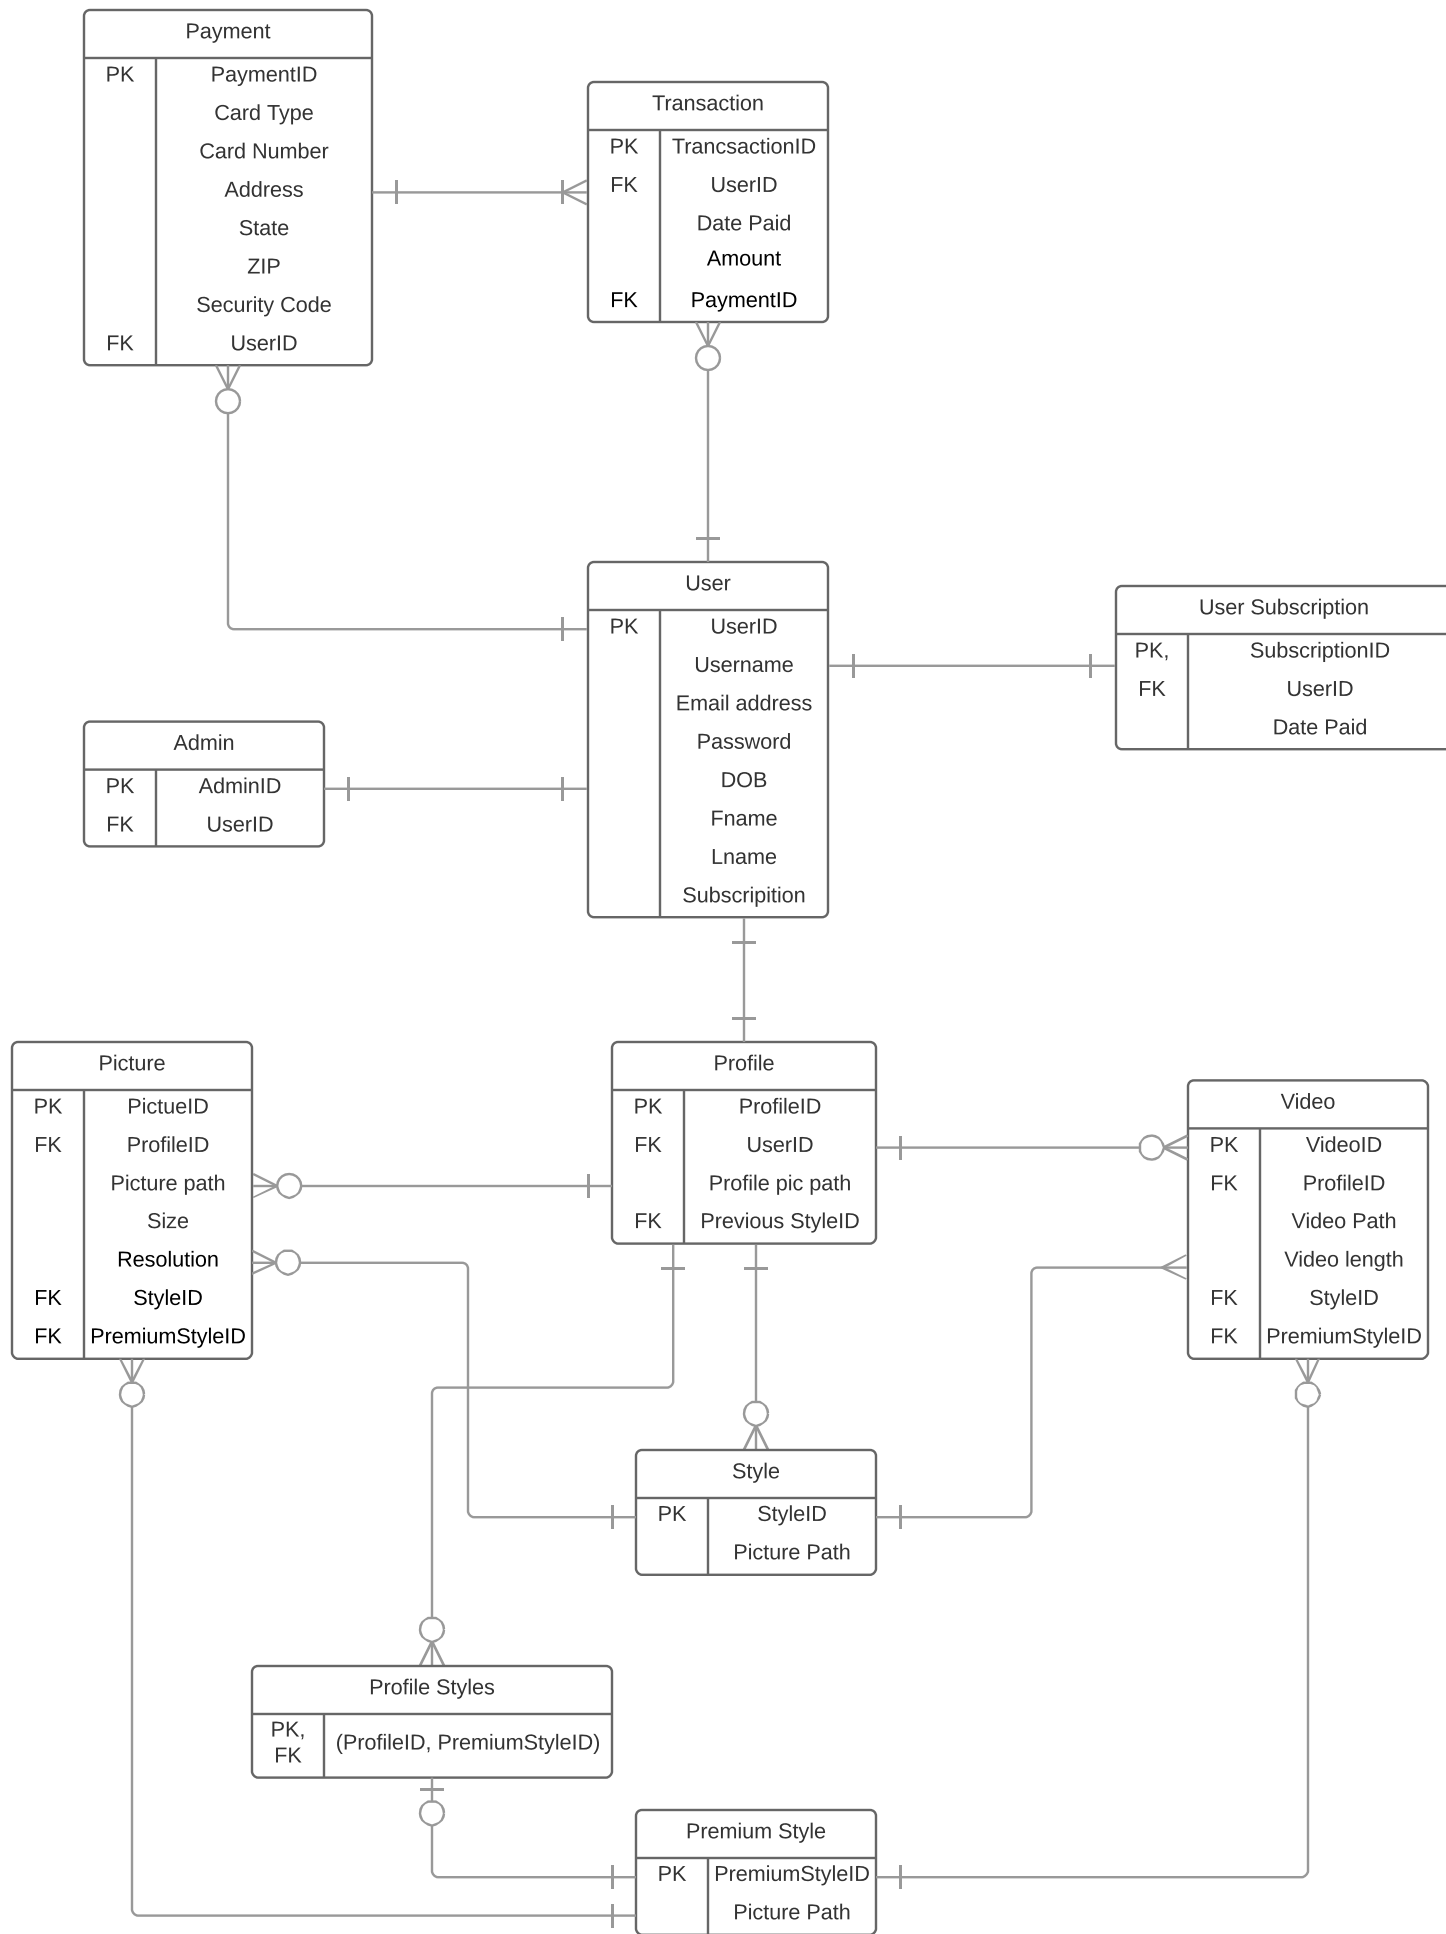 Payment
PK PaymentID
Card Type
Card Number
Address
State
ZIP
Security Code
FK UserID
Transaction
PK TrancsactionID
FK UserID
Date Paid
Amount
FK PaymentID
User
PK UserID
Username
Email address
Password
DOB
Fname
Lname
Subscripition
User Subscription
PK, SubscriptionID
FK UserID
Date Paid
Admin
PK AdminID
FK UserID
Picture
PK PictueID
FK ProfileID
Picture path
Size
Resolution
FK StyleID
FK PremiumStyleID
Profile
PK ProfileID
FK UserID
Profile pic path
FK Previous StyleID
Video
PK VideoID
FK ProfileID
Video Path
Video length
FK StyleID
FK PremiumStyleID
Style
PK StyleID
Picture Path
Profile Styles
PK,
FK
(ProfileID, PremiumStyleID)
Premium Style
PK PremiumStyleID
Picture Path